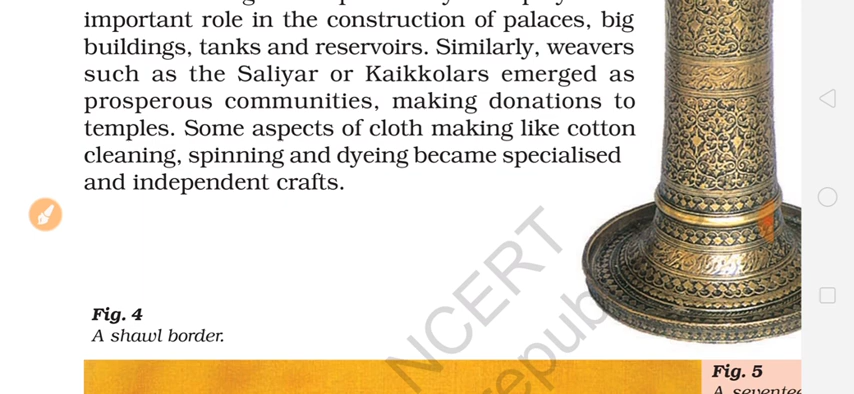 important role in the construction of palaces, big
buildings, tanks and reservoirs. Similarly, weavers
such as the Saliyar or Kaikkolars emerged as
prosperous communities, making donations to
temples. Some aspects of cloth making like cotton
cleaning, spinning and dyeing became specialised
and independent crafts.
Fig. 4
A shawl border.
NCERT
Fig. 5
A